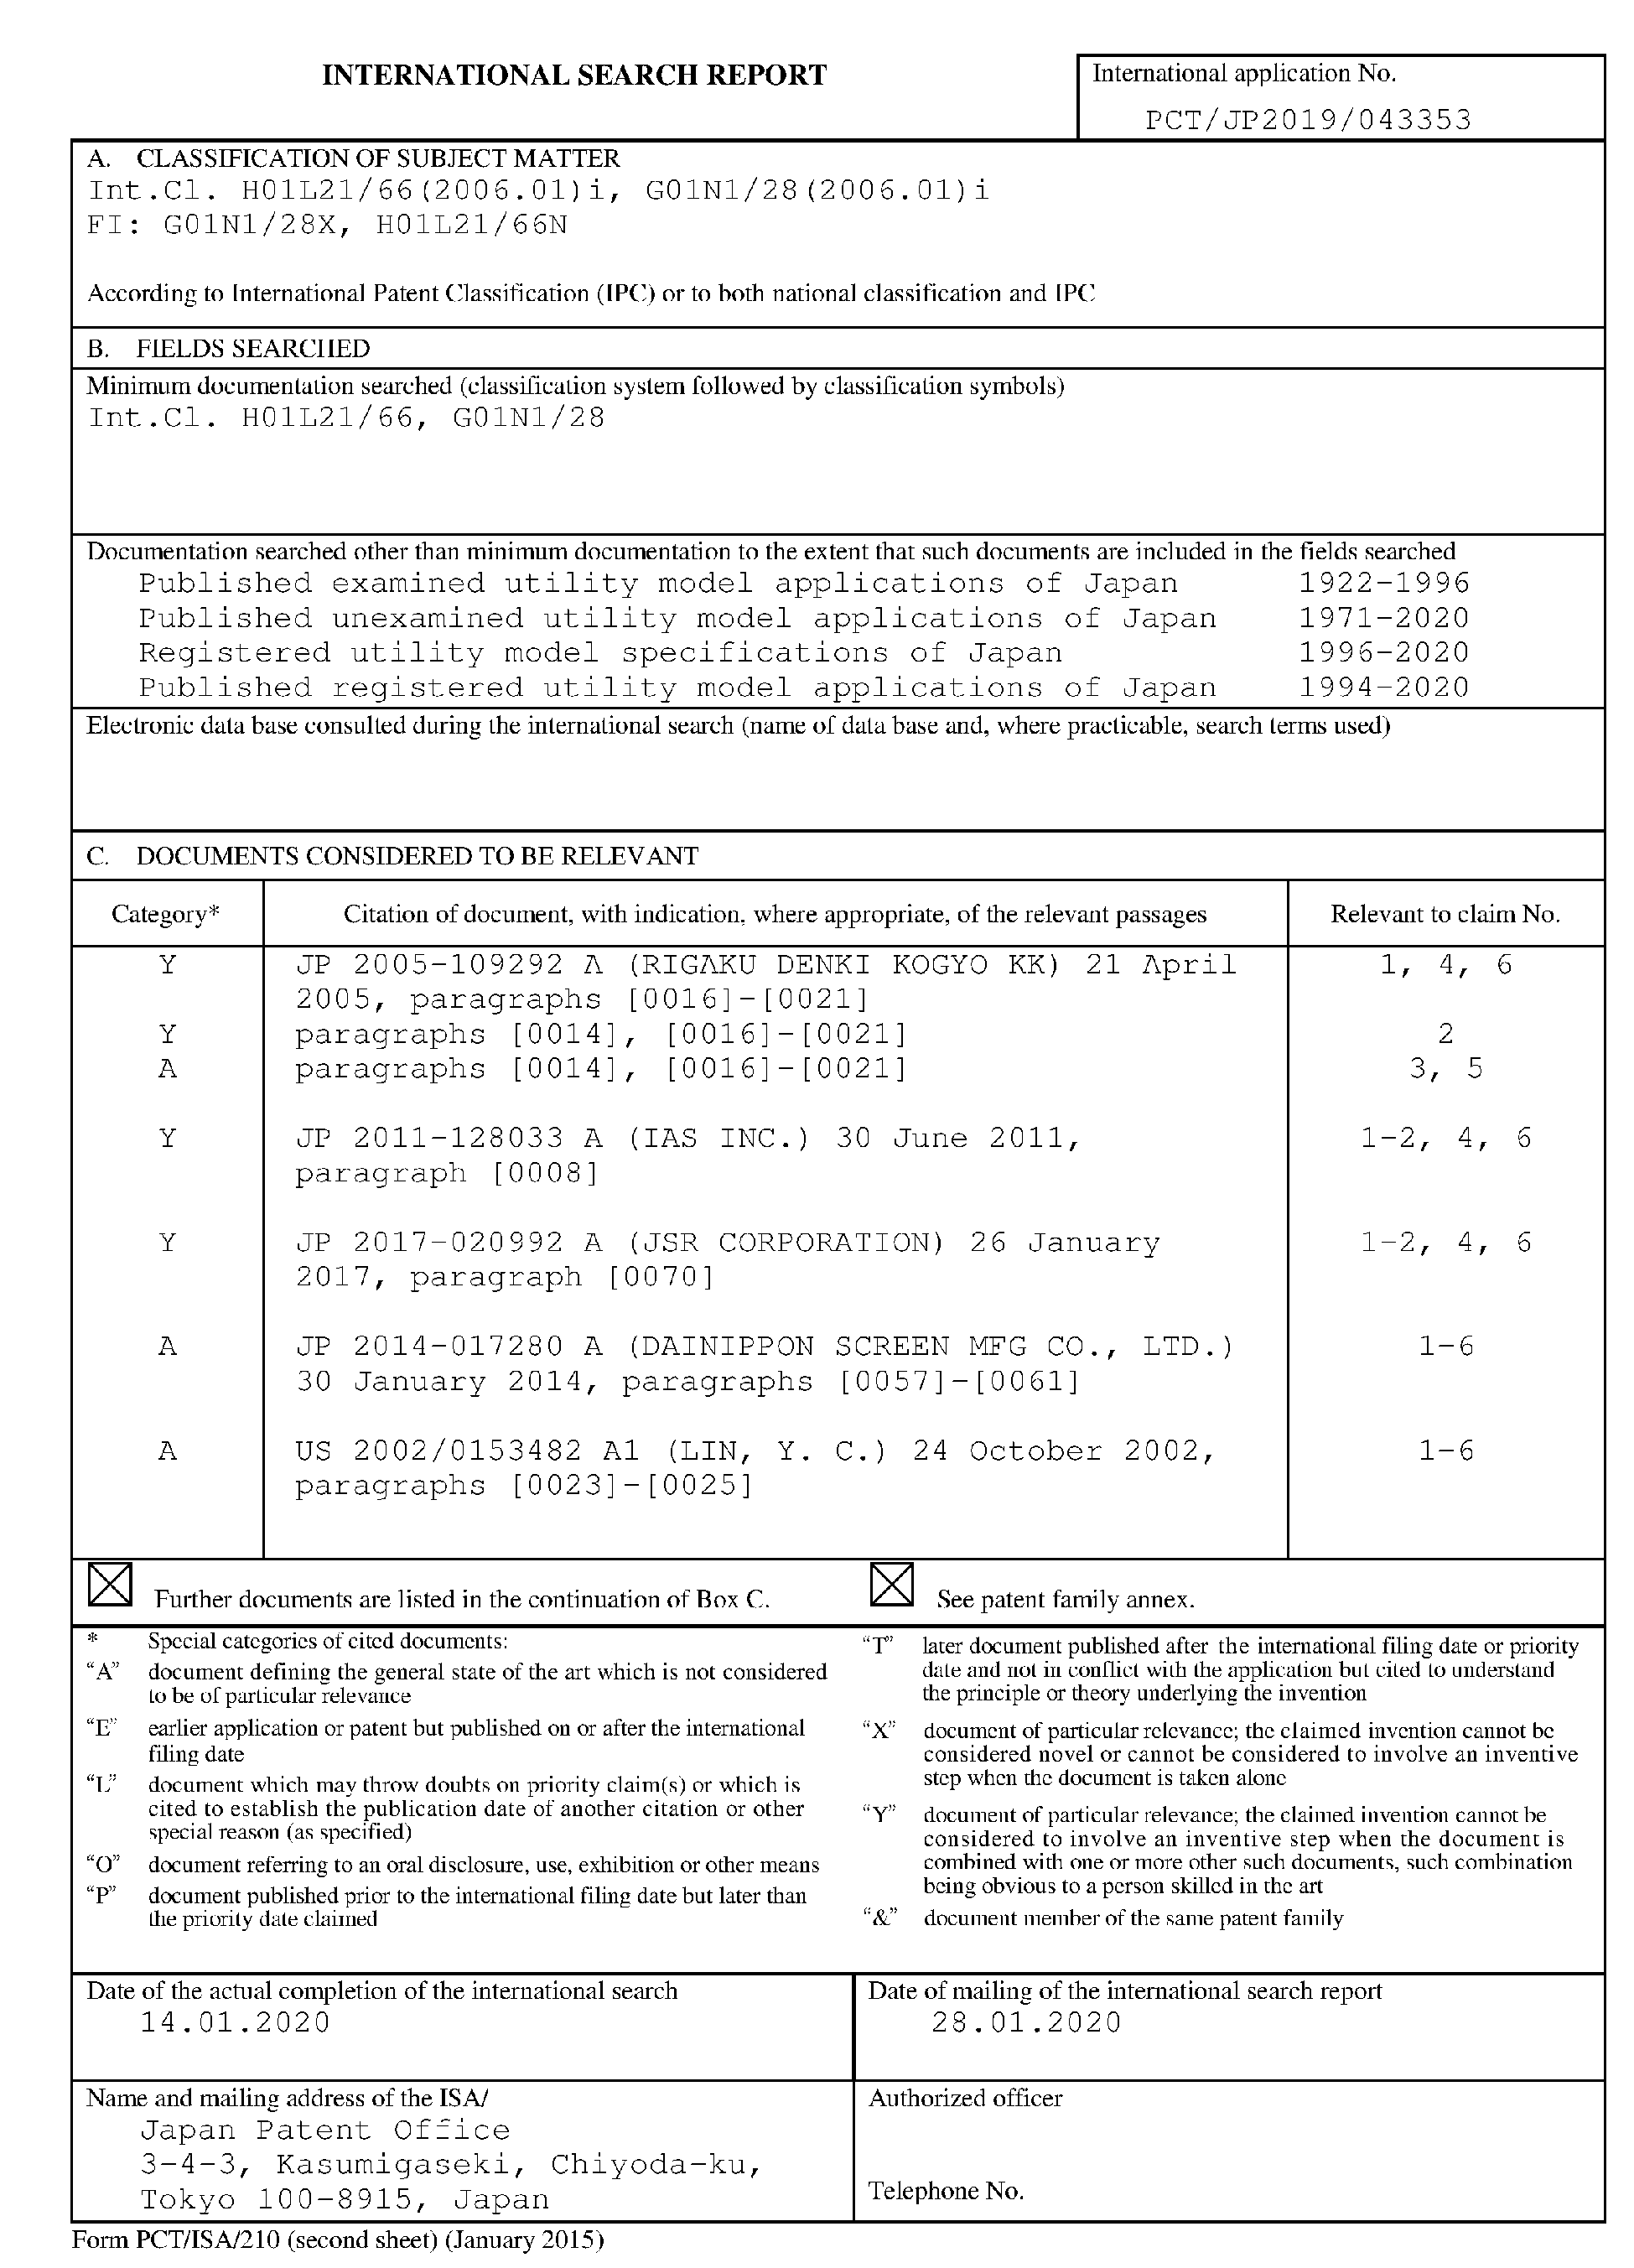 INTERNATIONAL SEARCH REPORT
International application No.
PCT/JP2019/043353
A. CLASSIFICATION OF SUBJECT MATTER
Int.Cl. H01L21/66(2006.01)i, G01N1/28(2006.01)i
FI: G01N1/28X, H01L21/66N
According to International Patent Classification (IPC) or to both national classification and IPC
B. FIELDS SEARCHED
Minimum documentation searched (classification system followed by classification symbols)
Int.Cl. H01L21/66, G01N1/28
Documentation searched other than minimum documentation to the extent that such documents are included in the fields searched
Published examined utility model applications of Japan 1922-1996
Published unexamined utility model applications of Japan 1971-2020
Registered utility model specifications of Japan 1996-2020
Published registered utility model applications of Japan 1994-2020
Electronic data base consulted during the international search (name of data base and, where practicable, search terms used)
C. DOCUMENTS CONSIDERED TO BE RELEVANT
Category* Citation of document, with indication, where appropriate, of the relevant passages Relevant to claim No.
Y JP 2005-109292 A (RIGAKU DENKI KOGYO KK) 21 April 1, 4, 6
2005, paragraphs [0016]-[0021]
Y paragraphs [0014], [0016]-[0021] 2
A paragraphs [0014], [0016]-[0021] 3, 5
Y JP 2011-128033 A (IAS INC.) 30 June 2011, 1-2, 4, 6
paragraph [0008]
Y JP 2017-020992 A (JSR CORPORATION) 26 January 1-2, 4, 6
2017, paragraph [0070]
A JP 2014-017280 A (DAINIPPON SCREEN MFG CO., LTD.) 1-6
30 January 2014, paragraphs [0057]-[0061]
A US 2002/0153482 A1 (LIN, Y. C.) 24 October 2002, 1-6
paragraphs [0023]-[0025]
Further documents are listed in the continuation of Box C. See patent family annex.
* Special categories of cited documents:
"A" document defining the general state of the art which is not considered
to be of particular relevance
"E" earlier application or patent but published on or after the international
filing date
"L" document which may throw doubts on priority claim(s) or which is
cited to establish the publication date of another citation or other
special reason (as specified)
"O" document referring to an oral disclosure, use, exhibition or other means
"P" document published prior to the international filing date but later than
the priority date claimed
"T" later document published after the international filing date or priority
date and not in conflict with the application but cited to understand
the principle or theory underlying the invention
"X" document of particular relevance; the claimed invention cannot be
considered novel or cannot be considered to involve an inventive
step when the document is taken alone
"Y" document of particular relevance; the claimed invention cannot be
considered to involve an inventive step when the document is
combined with one or more other such documents, such combination
being obvious to a person skilled in the art
"&" document member of the same patent family
Date of the actual completion of the international search
14.01.2020
Date of mailing of the international search report
28.01.2020
Name and mailing address of the ISA/
Japan Patent Office
3-4-3, Kasumigaseki, Chiyoda-ku,
Tokyo 100-8915, Japan
Authorized officer
Telephone No.
Form PCT/ISA/210 (second sheet) (January 2015)